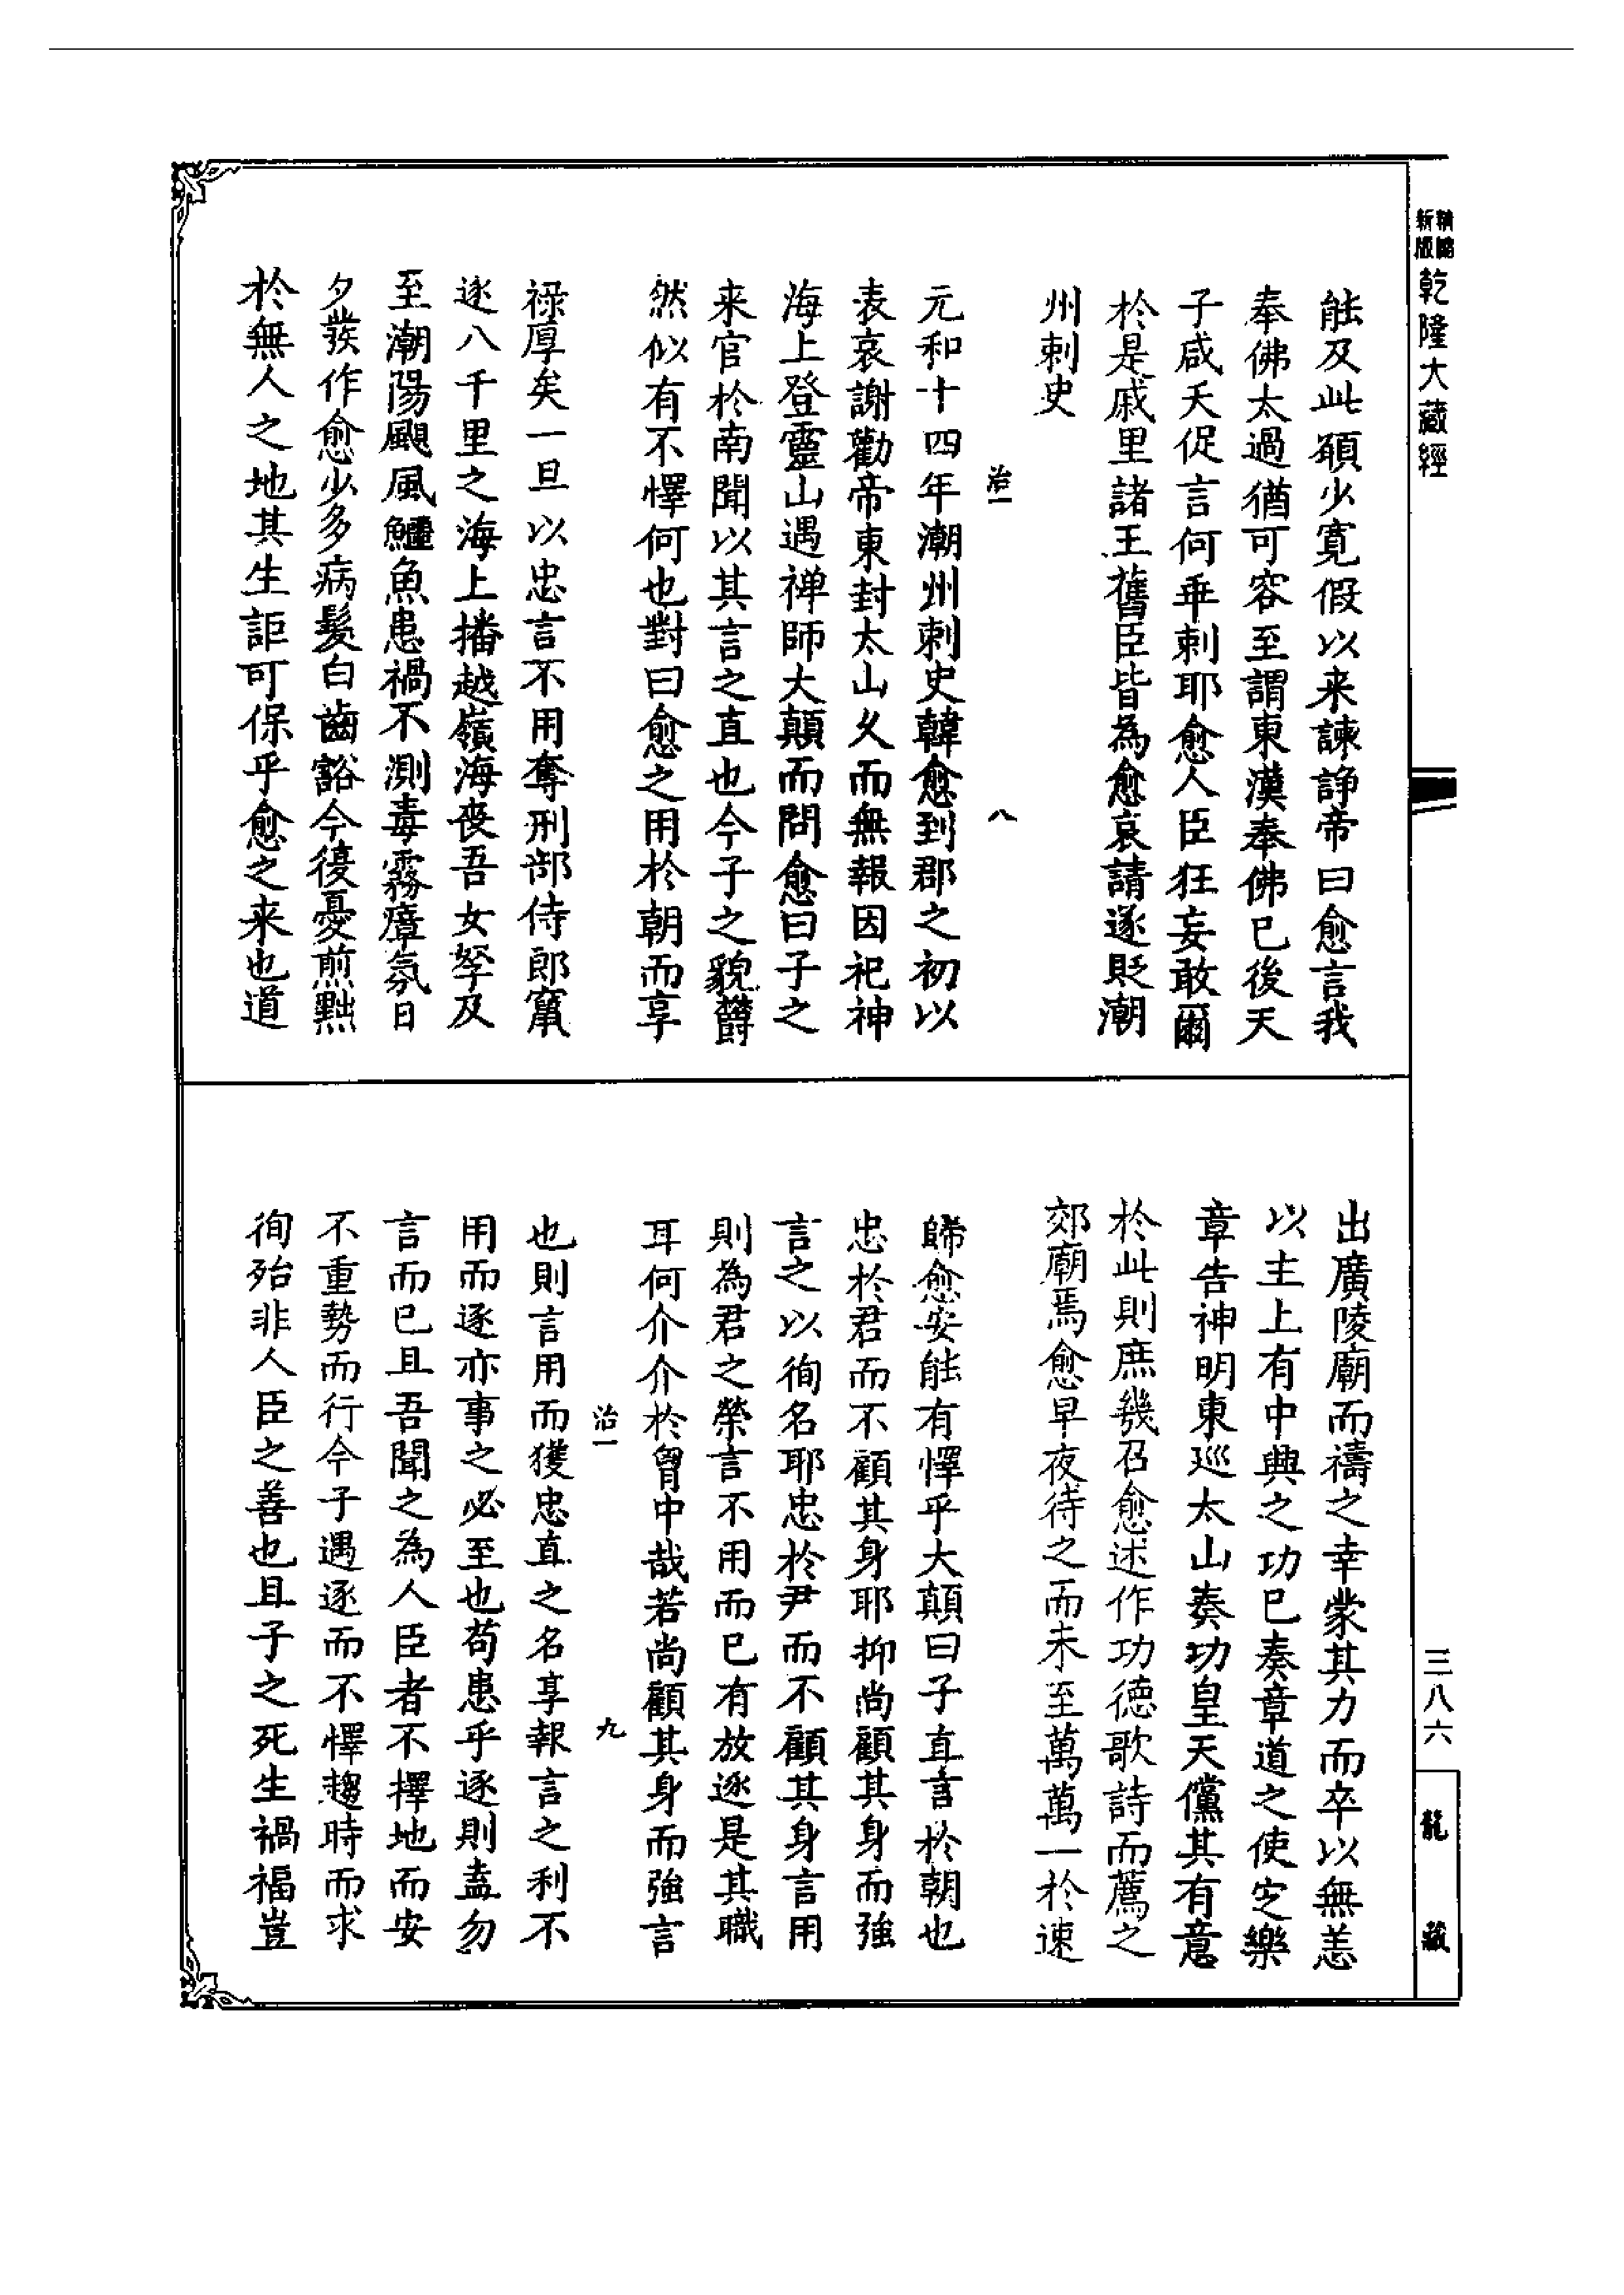 新版
精縮
乾隆大藏經
能及此願少寬假以来諫諍帝曰愈言我
奉佛太過猶可容至謂東漢奉佛已後天
子咸夭促言何乖剌耶愈人臣狂妄敢爾
於是戚里諸王舊臣皆為愈哀請遂貶潮
州刺史
治一
八
元和十四年潮州刺史韓愈到郡之初以
表哀謝勸帝東封太山久而無報因祀神
海上登靈山遇禅師大顛而問愈曰子之
来官於南聞以其言之直也今子之貌欝
然似有不懌何也對曰愈之用於朝而享
禄厚矣一旦以忠言不用奪刑部侍郎竄
逐八千里之海上播越嶺海喪吾女孥及
至潮陽颶風鱷魚患禍不測毒霧瘴氛日
夕發作愈少多病髮白齒豁今復憂煎黜
於無人之地其生詎可保乎愈之来也道
出廣陵廟而禱之幸蒙其力而卒以無恙
以主上有中興之功已奏章道之使定樂
章告神明東巡太山奏功皇天儻其有意
於此則庶幾召愈述作功德歌詩而薦之
郊廟焉愈早夜待之而未至萬萬一於速
歸愈安能有懌乎大顛曰子直言於朝也
忠於君而不顧其身耶抑尚顧其身而強
言之以徇名耶忠於尹而不顧其身言用
則為君之榮言不用而已有放逐是其職
耳何介介於曾中哉若尚顧其身而強言
治一
九
也則言用而獲忠直之名享報言之利不
用而逐亦事之必至也苟患乎逐則盍勿
言而已且吾聞之為人臣者不擇地而安
不重勢而行今子遇逐而不懌趨時而求
徇殆非人臣之善也且子之死生禍福豈
三八六
龍藏